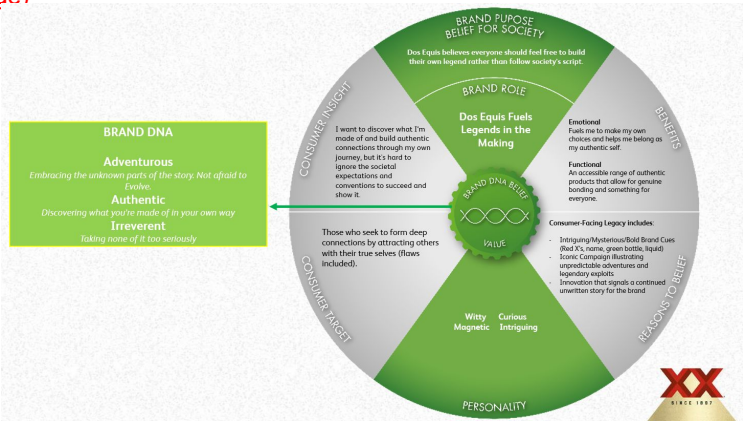 BRAND PUPOSE
BELIEF FOR SOCIETY
Dos Equis believes everyone should feel free to build
their own legend rather than follow society's script.
BRAND ROLE
Dos Equis Fuels
Legends in the
Making
CONSUMER INSIGHT
I want to discover what I'm
made of and build authentic
connections through my own
journey, but it's hard to
ignore the societal
expectations and
conventions to succeed and
show it.
BENEFITS
Emotional
Fuels me to make my own
choices and helps me belong as
my authentic self.
Functional
An accessible range of authentic
products that allow for genuine
bonding and something for
everyone.
BRAND DNA
Adventurous
Embracing the unknown parts of the story. Not afraid to
Evolve.
Authentic
Discovering what you're made of in your own way
Irreverent
Taking none of it too seriously
BRAND DNA BELIEF
VALUE
CONSUMER TARGET
Those who seek to form deep
connections by attracting others
with their true selves (flaws
included).
Consumer-Facing Legacy includes:
- Intriguing/Mysterious/Bold Brand Cues
(Red X's, name, green bottle, liquid)
- Iconic Campaign illustrating
unpredictable adventures and
legendary exploits
- Innovation that signals a continued
unwritten story for the brand
REASONS TO BELIEF
Witty Curious
Magnetic Intriguing
PERSONALITY
XX
SINCE 1897